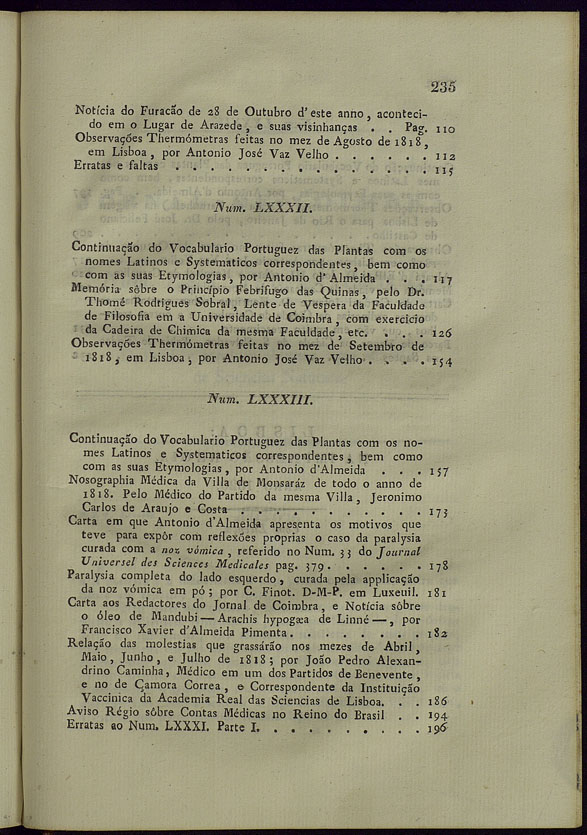 235
Notícia do Furacão de 28 de Outubro d'este anno, aconteci-
do em o Lugar de Arazede, e suas visinhanças . . Pag. 110
Observações Thermómetras feitas no mez de Agosto de 1818,
em Lisboa, por Antonio José Vaz Velho . . . . . . 112
Erratas e faltas . . . . . . . . . . . . . . 115
Num. LXXXII.
Continuação do Vocabulario Portuguez das Plantas com os
nomes Latinos e Systematicos correspondentes, bem como
com as suas Etymologias, por Antonio d'Almeida . . . 117
Memória sôbre o Princípio Febrifugo das Quinas, pelo Dr.
Thomé Rodrigues Sobral, Lente de Vespera da Faculdade
de Filosofia em a Universidade de Coimbra, com exercicio
da Cadeira de Chimica da mesma Faculdade, etc. . . . 126
Observações Thermómetras feitas no mez de Setembro de
1818, em Lisboa, por Antonio José Vaz Velho . . . . 154
Num. LXXXIII.
Continuação do Vocabulario Portuguez das Plantas com os no-
mes Latinos e Systematicos correspondentes, bem como
com as suas Etymologias, por Antonio d'Almeida . . . 157
Nosographia Médica da Villa de Monsaráz de todo o anno de
1818. Pelo Médico do Partido da mesma Villa, Jeronimo
Carlos de Araujo e Costa . . . . . . . . . . . 173
Carta em que Antonio d'Almeida apresenta os motivos que
teve para expôr com reflexões proprias o caso da paralysia
curada com a noz vómica, referido no Num. 33 do Journal
Universel des Sciences Medicales pag. 379. . . . . . 178
Paralysia completa do lado esquerdo, curada pela applicação
da noz vómica em pó; por C. Finot. D-M-P. em Luxeuil. 181
Carta aos Redactores do Jornal de Coimbra, e Notícia sôbre
o óleo de Mandubi — Arachis hypogæa de Linné —, por
Francisco Xavier d'Almeida Pimenta. . . . . . . . 182
Relação das molestias que grassárão nos mezes de Abril,
Maio, Junho, e Julho de 1818; por João Pedro Alexan-
drino Caminha, Médico em um dos Partidos de Benevente,
e no de Çamora Correa, e Correspondente da Instituição
Vaccinica da Academia Real das Sciencias de Lisboa. . . 186
Aviso Régio sôbre Contas Médicas no Reino do Brasil . . 194
Erratas ao Num. LXXXI. Parte I. . . . . . . . . . 196